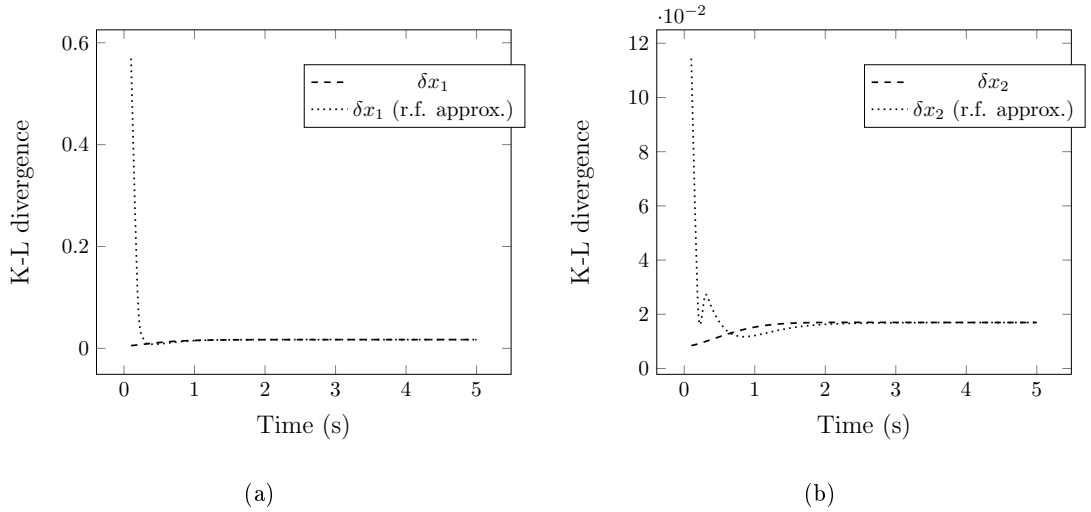 0.6
0.4
0.2
0
0 1 2 3 4 5
K-L divergence
Time (s)
δx₁
δx₁ (r.f. approx.)
(a)
·10⁻²
12
10
8
6
4
2
0
0 1 2 3 4 5
K-L divergence
Time (s)
δx₂
δx₂ (r.f. approx.)
(b)